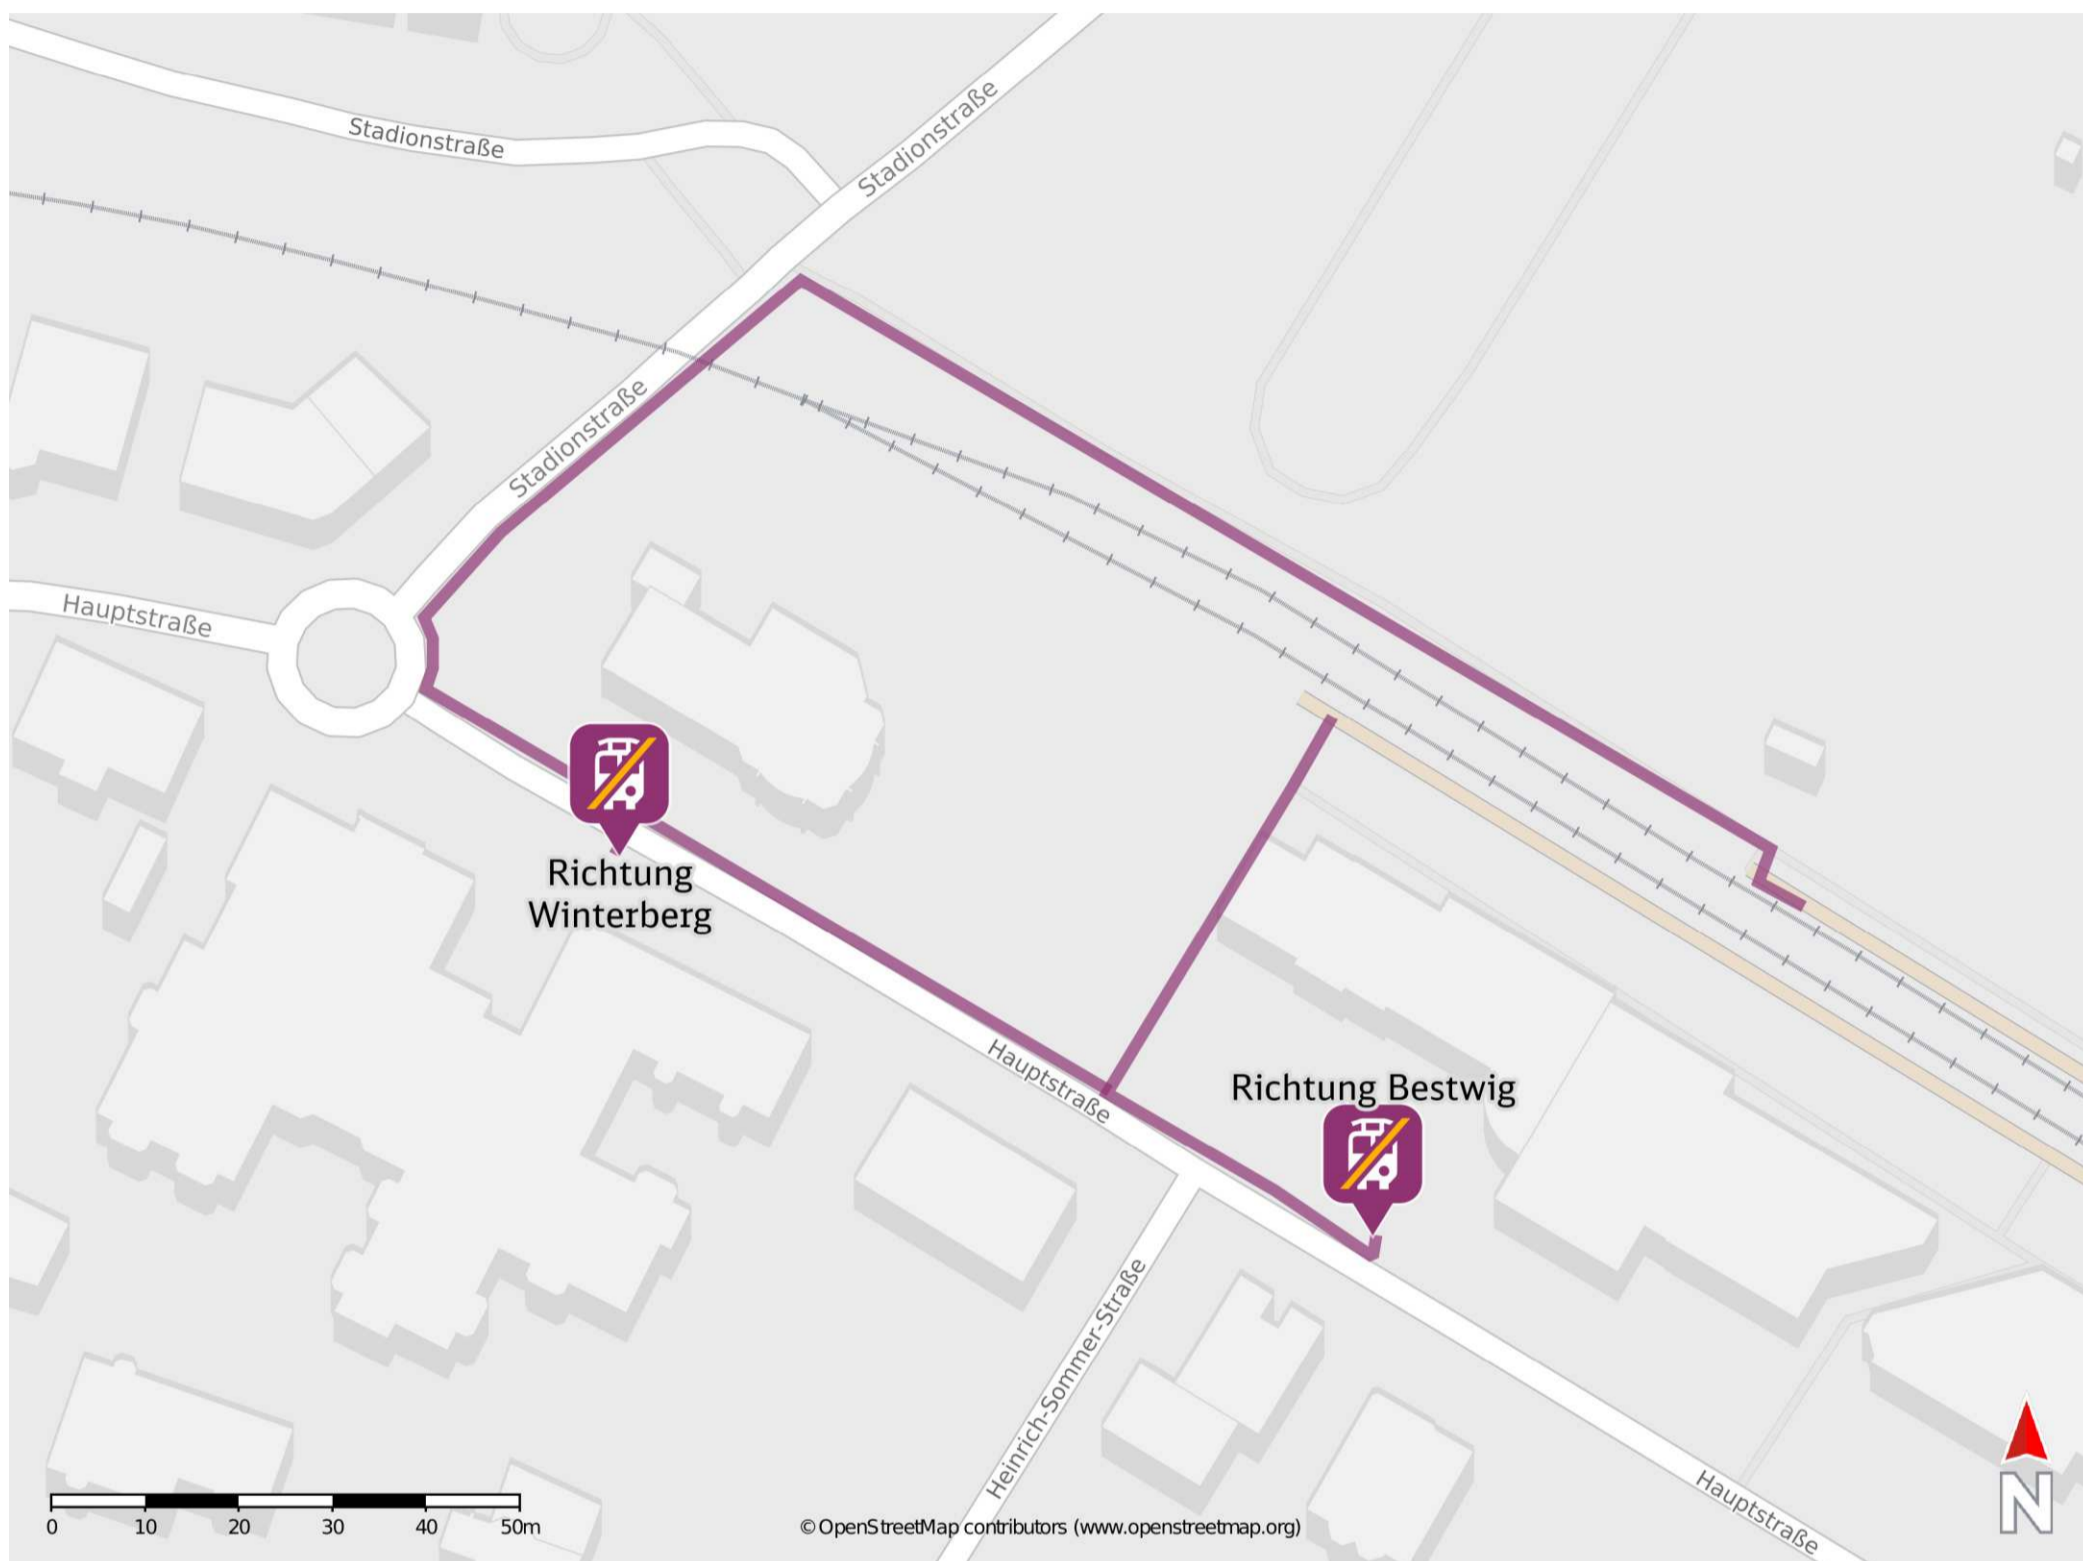 Stadionstraße
Stadionstraße
Stadionstraße
Hauptstraße
Richtung
Winterberg
Hauptstraße
Richtung Bestwig
Heinrich-Sommer-Straße
Hauptstraße
N
0 10 20 30 40 50m
© OpenStreetMap contributors (www.openstreetmap.org)